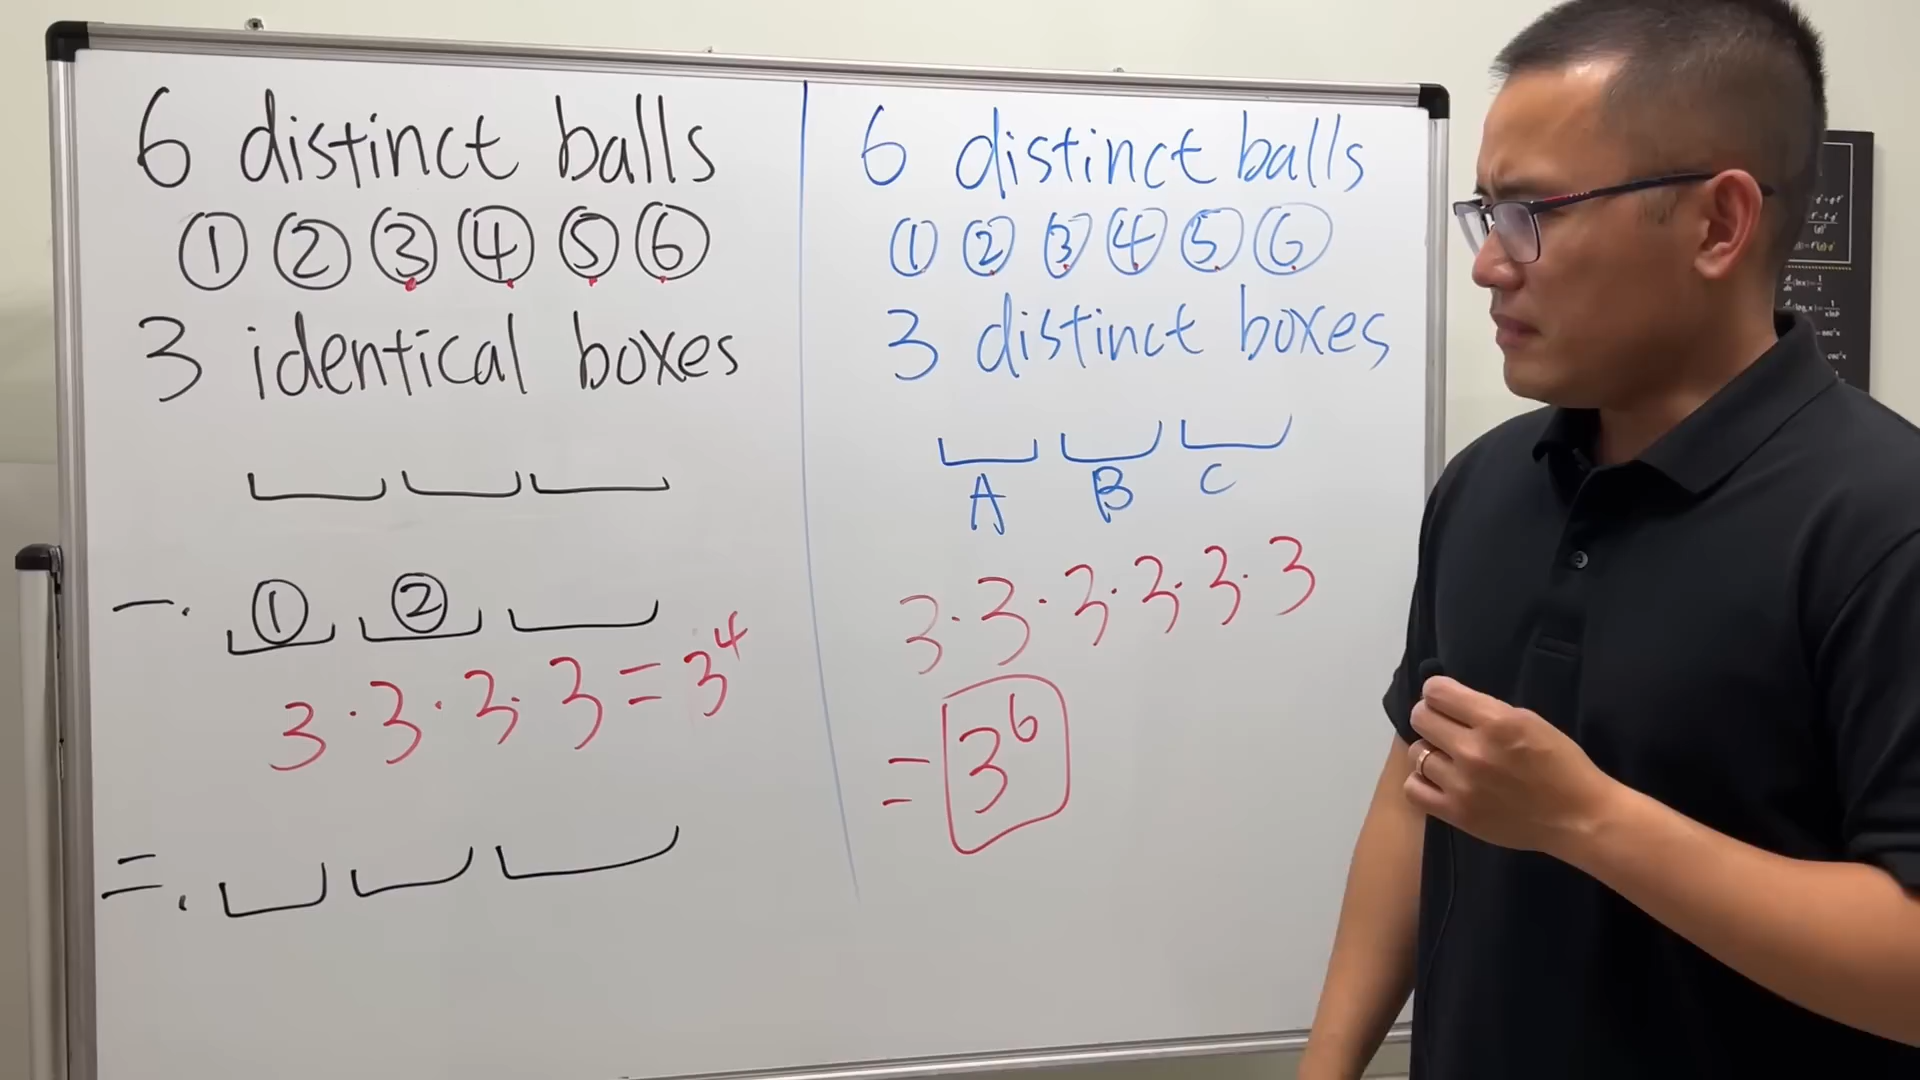 6 distinct balls
① ② ③ ④ ⑤ ⑥
3 identical boxes
一. ① ②
3 · 3 · 3 · 3 = 3⁴
二.
6 distinct balls
① ② ③ ④ ⑤ ⑥
3 distinct boxes
A B C
3 · 3 · 3 · 3 · 3 · 3
= 3⁶